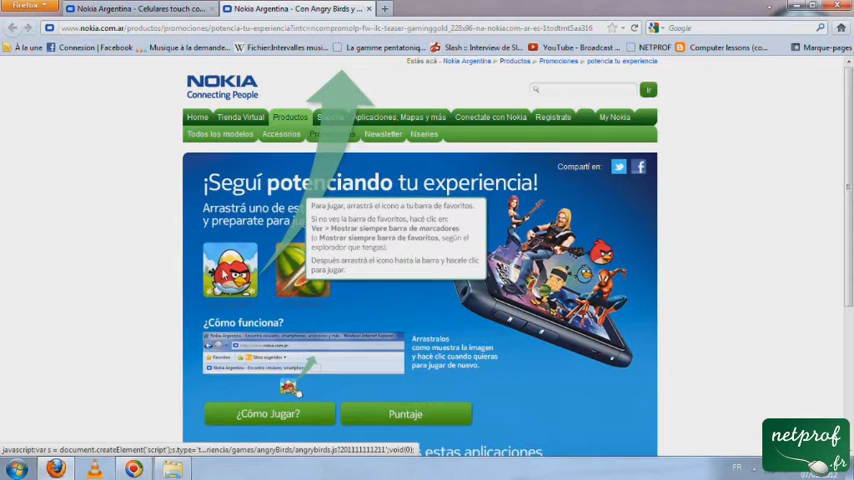 Firefox
Nokia Argentina - Celulares touch co...
Nokia Argentina - Con Angry Birds y ...
www.nokia.com.ar/productos/promociones/potencia-tu-experiencia?intc=ncompromolp-fw-ilc-teaser-gaminggold_228x96-na-nokiacom-ar-es-1todtmt5aa316
Google
À la une
Connexion | Facebook
Musique à la demande...
Fichier:Intervalles musi...
La gamme pentatoniq...
Slash :: Interview de Sl...
YouTube - Broadcast ...
NETPROF
Computer lessons (co...
Marque-pages
Estás acá - Nokia Argentina Productos Promociones potencia tu experiencia
NOKIA
Connecting People
Ir
Home
Tienda Virtual
Productos
Aplicaciones, Mapas y más
Conectate con Nokia
Registrate
My Nokia
Todos los modelos
Accesorios
Newsletter
Nseries
Compartí en:
¡Seguí potenciando tu experiencia!
Arrastrá uno de est
y preparate para jug
Para jugar, arrastrá el icono a tu barra de favoritos.
Si no ves la barra de favoritos, hacé clic en:
Ver > Mostrar siempre barra de marcadores
(o Mostrar siempre barra de favoritos, según el
explorador que tengas).
Después arrastrá el icono hasta la barra y hacele clic
para jugar.
¿Cómo funciona?
Arrastralos
como muestra la imagen
y hacé clic cuando quieras
para jugar de nuevo.
¿Cómo Jugar?
Puntaje
estas aplicaciones
javascript:var s = document.createElement('script');s.type='t...riencia/games/angryBirds/angrybirds.js?201111111211';void(0);
FR
netprof
.fr